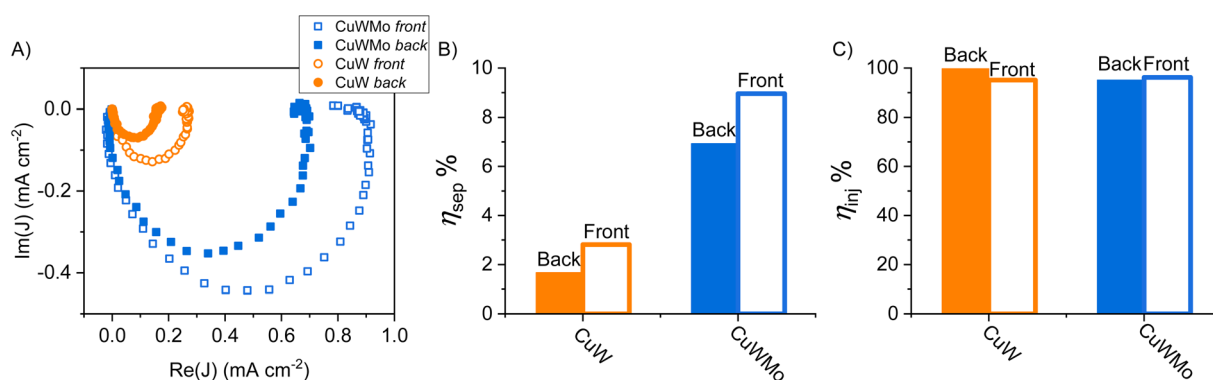 A)
CuWMo front
CuWMo back
CuW front
CuW back
0.0
-0.2
-0.4
Im(J) (mA cm-2)
0.0 0.2 0.4 0.6 0.8 1.0
Re(J) (mA cm-2)
B)
10
8
6
4
2
0
ηsep %
Back
Front
Back
Front
CuW
CuWMo
C)
100
80
60
40
20
0
ηinj %
Back
Front
Back
Front
CuW
CuWMo